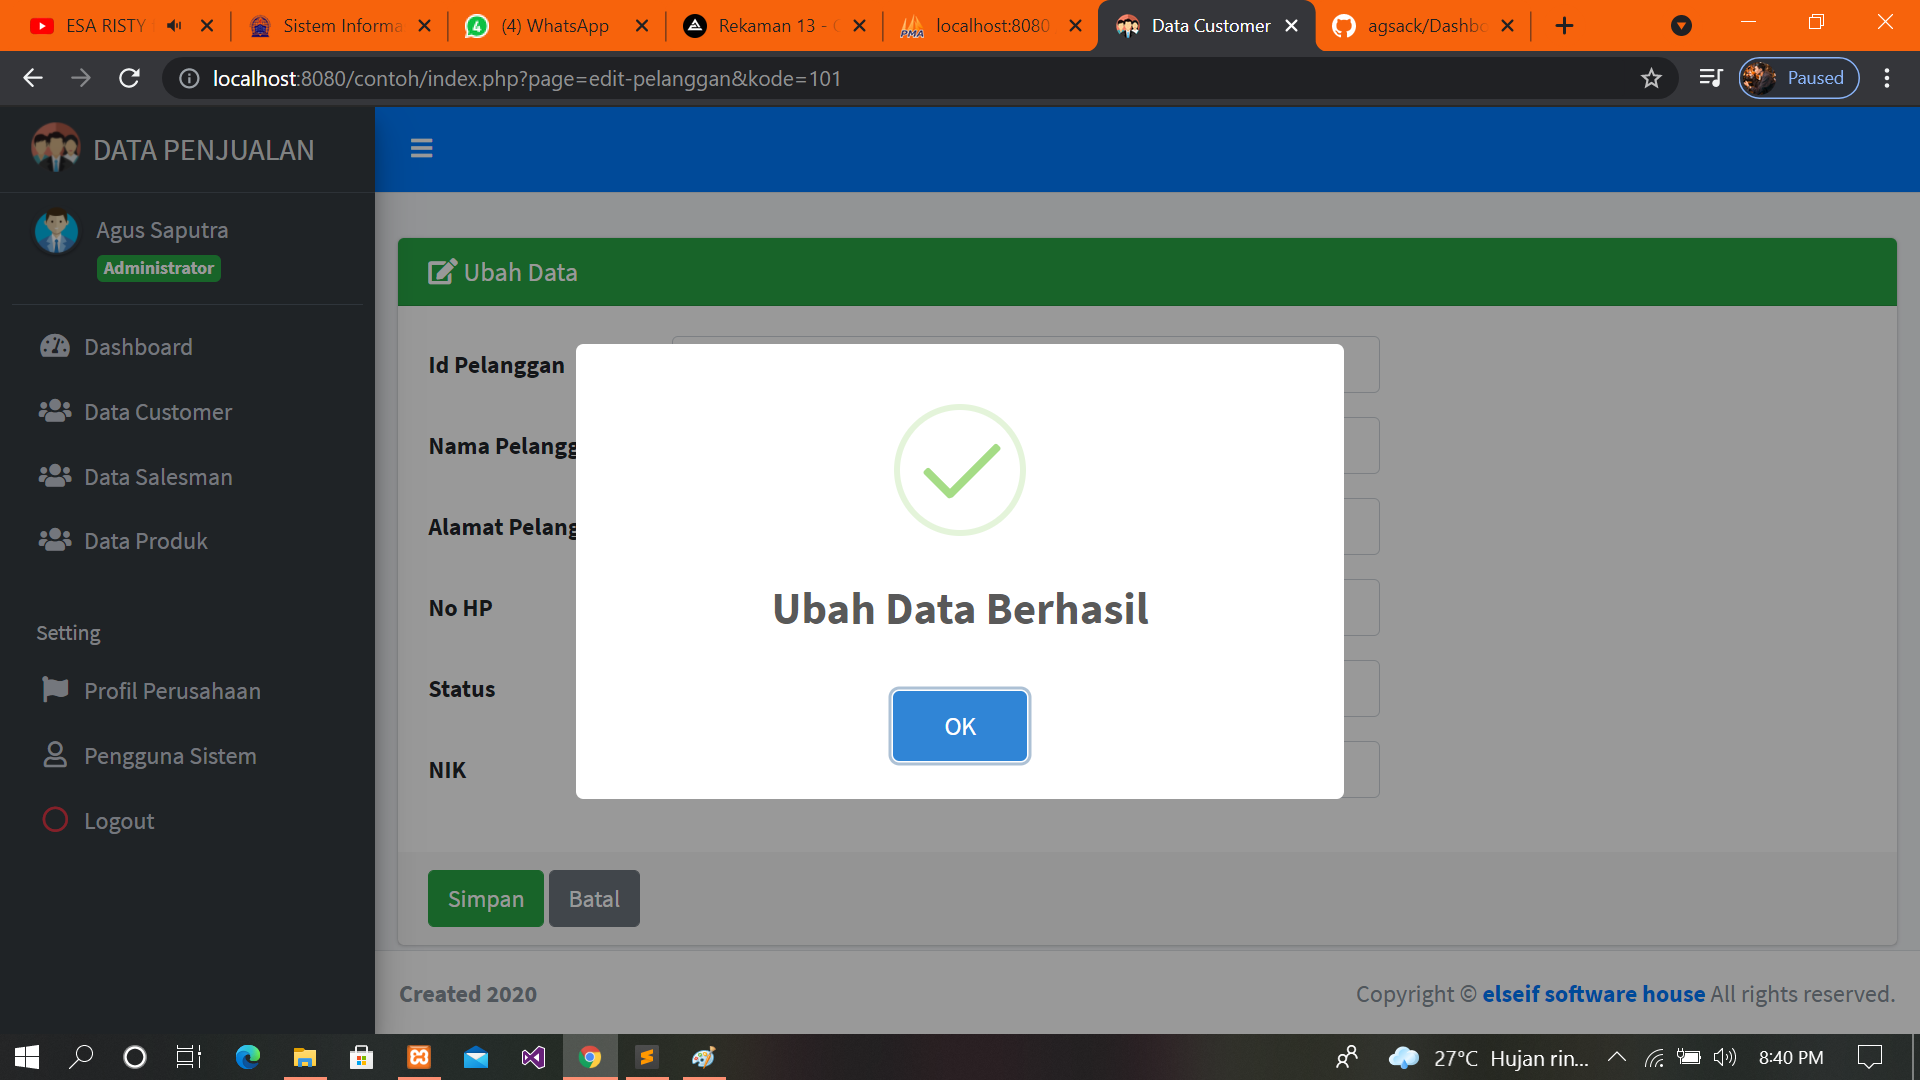 ESA RISTY
Sistem Informa
(4) WhatsApp
Rekaman 13 -
localhost:8080
Data Customer
agsack/Dashbo
localhost:8080/contoh/index.php?page=edit-pelanggan&kode=101
Paused
DATA PENJUALAN
Agus Saputra
Administrator
Dashboard
Data Customer
Data Salesman
Data Produk
Setting
Profil Perusahaan
Pengguna Sistem
Logout
Ubah Data
Id Pelanggan
Nama Pelangg
Alamat Pelang
No HP
Status
NIK
Ubah Data Berhasil
OK
Simpan Batal
Created 2020
Copyright © elseif software house All rights reserved.
27°C Hujan rin...
8:40 PM